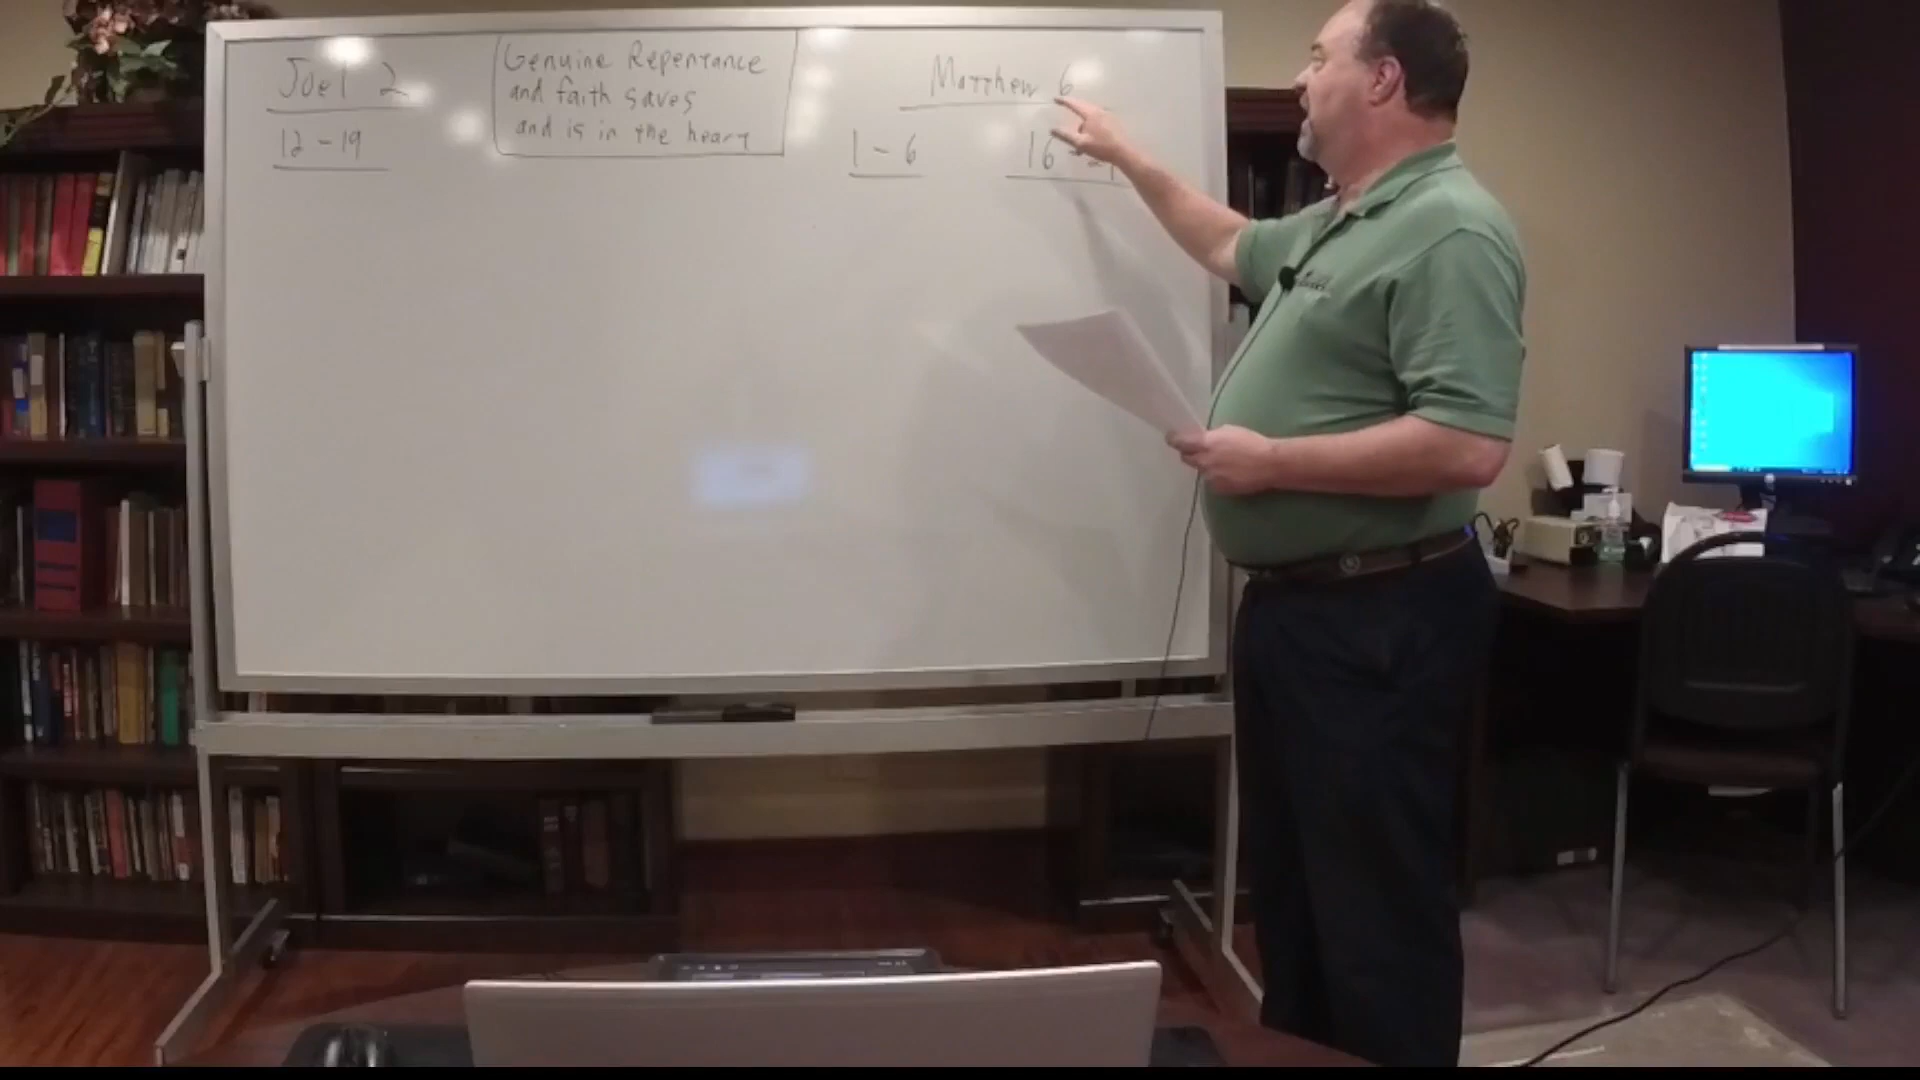 Joel 2
12-19
Genuine Repentance
and faith saves
and is in the heart
Matthew 6
1-6
16-21